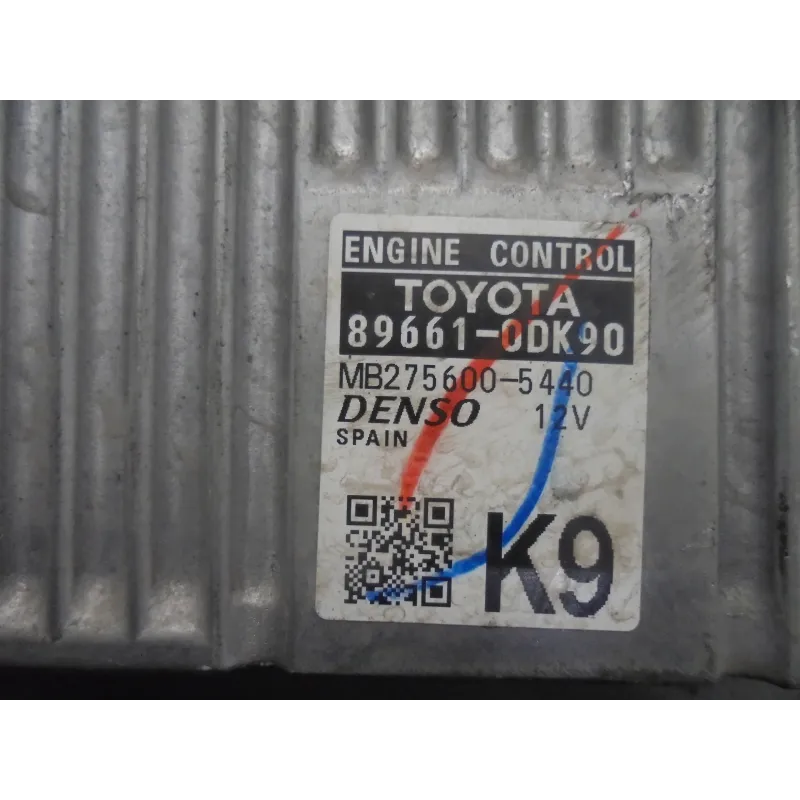 ENGINE CONTROL
TOYOTA
89661-0DK90
MB275600-5440
DENSO 12V
SPAIN
K9